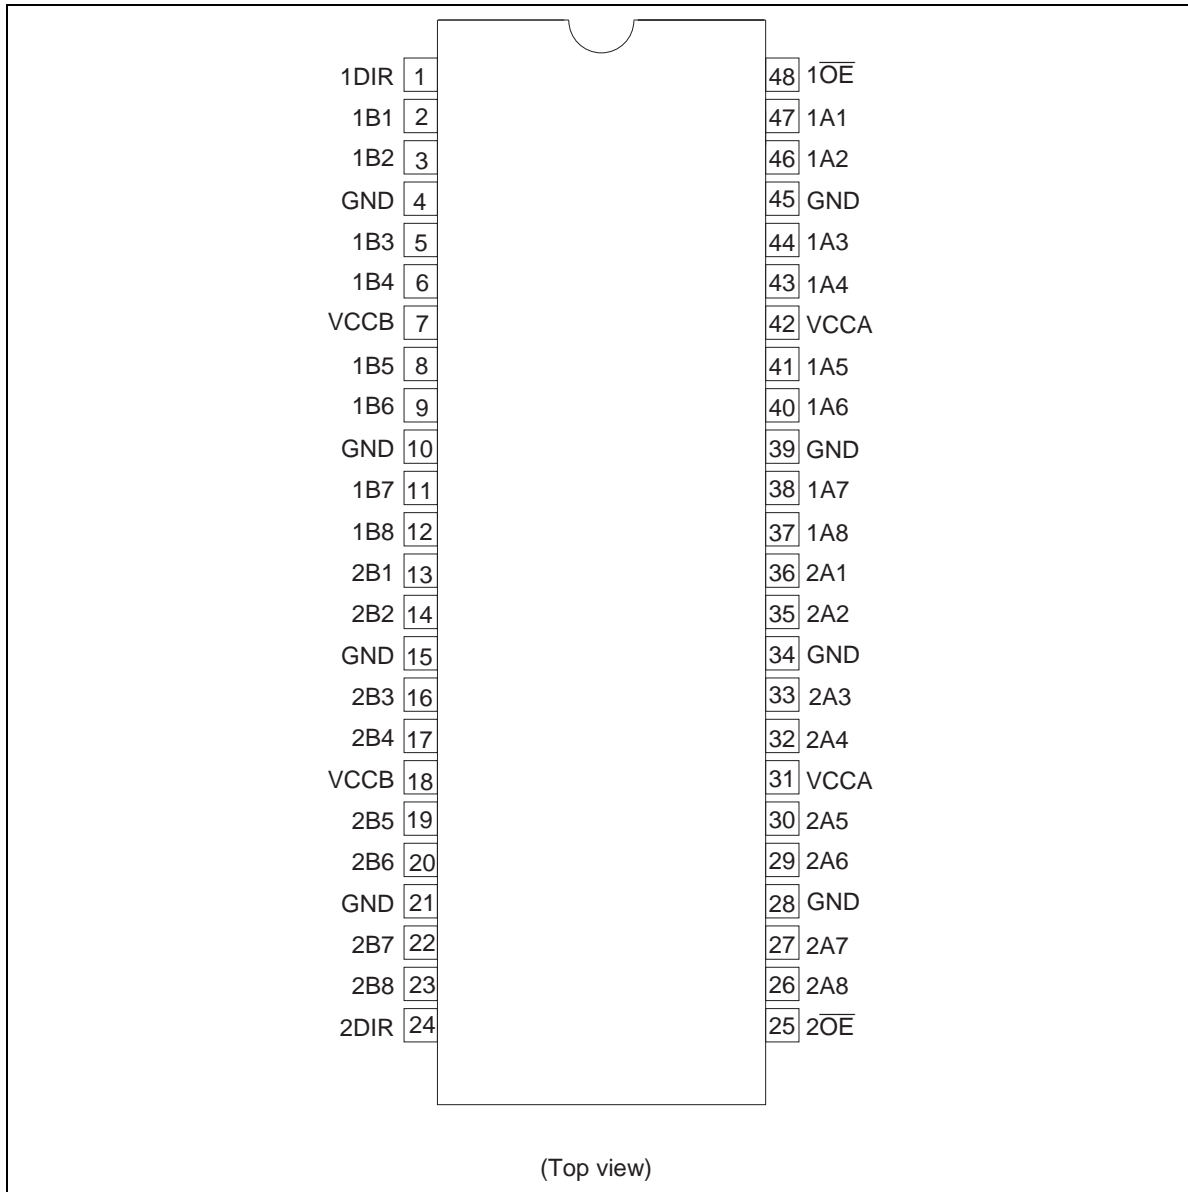 1DIR 1 48 1O̅E̅
1B1 2 47 1A1
1B2 3 46 1A2
GND 4 45 GND
1B3 5 44 1A3
1B4 6 43 1A4
VCCB 7 42 VCCA
1B5 8 41 1A5
1B6 9 40 1A6
GND 10 39 GND
1B7 11 38 1A7
1B8 12 37 1A8
2B1 13 36 2A1
2B2 14 35 2A2
GND 15 34 GND
2B3 16 33 2A3
2B4 17 32 2A4
VCCB 18 31 VCCA
2B5 19 30 2A5
2B6 20 29 2A6
GND 21 28 GND
2B7 22 27 2A7
2B8 23 26 2A8
2DIR 24 25 2O̅E̅
(Top view)